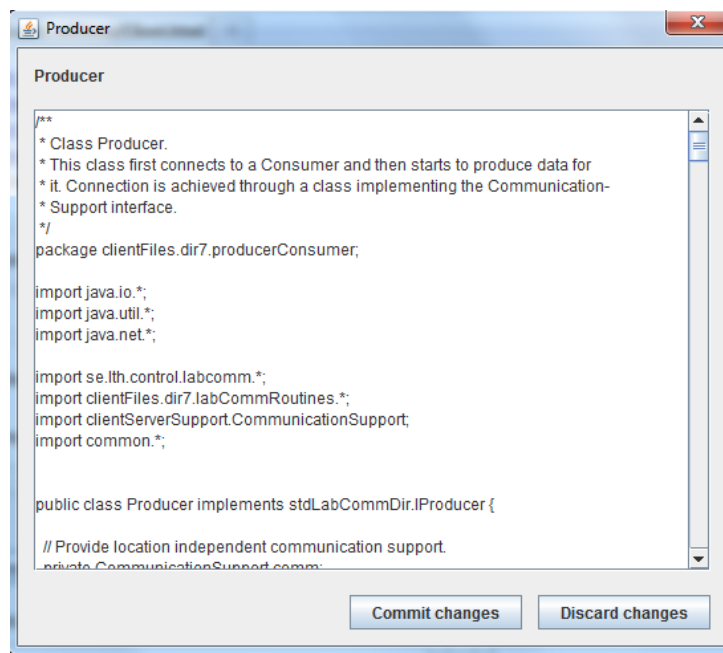 Producer
x
Producer
/**
* Class Producer.
* This class first connects to a Consumer and then starts to produce data for
* it. Connection is achieved through a class implementing the Communication-
* Support interface.
*/
package clientFiles.dir7.producerConsumer;
import java.io.*;
import java.util.*;
import java.net.*;
import se.lth.control.labcomm.*;
import clientFiles.dir7.labCommRoutines.*;
import clientServerSupport.CommunicationSupport;
import common.*;
public class Producer implements stdLabCommDir.IProducer {
// Provide location independent communication support.
private CommunicationSupport comm;
Commit changes
Discard changes